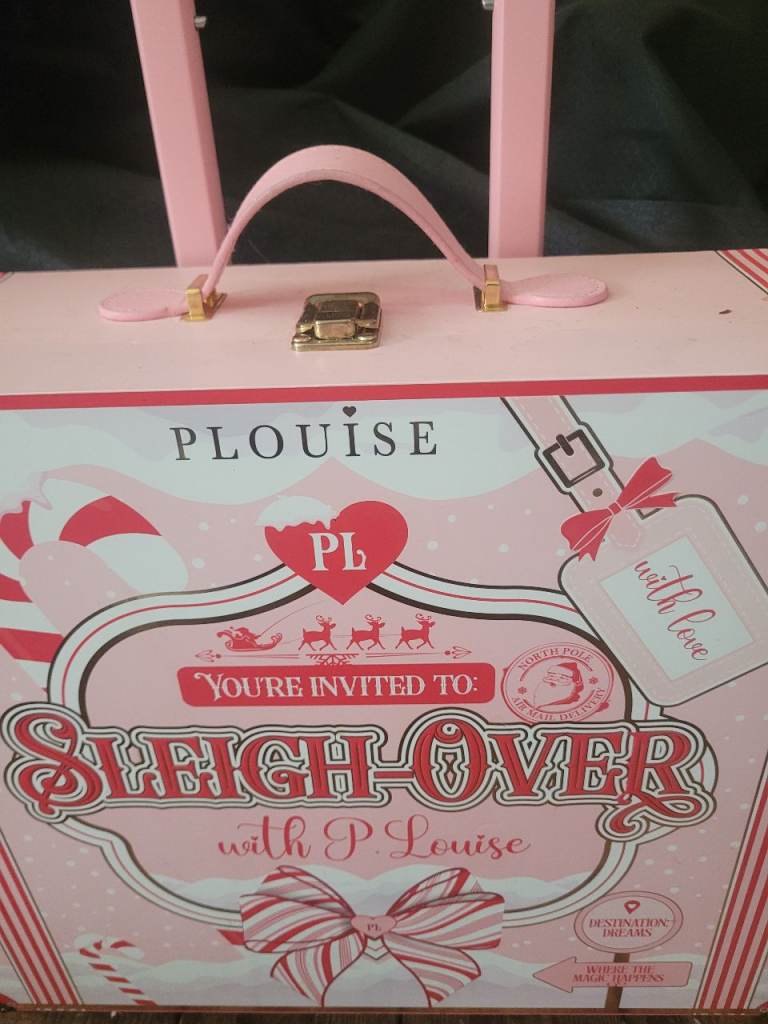 PLOUISE
PL
with love
YOU'RE INVITED TO:
NORTH POLE
AIR MAIL DELIVERY
SLEIGH-OVER
with P. Louise
PL
DESTINATION:
DREAMS
WHERE THE
MAGIC HAPPENS